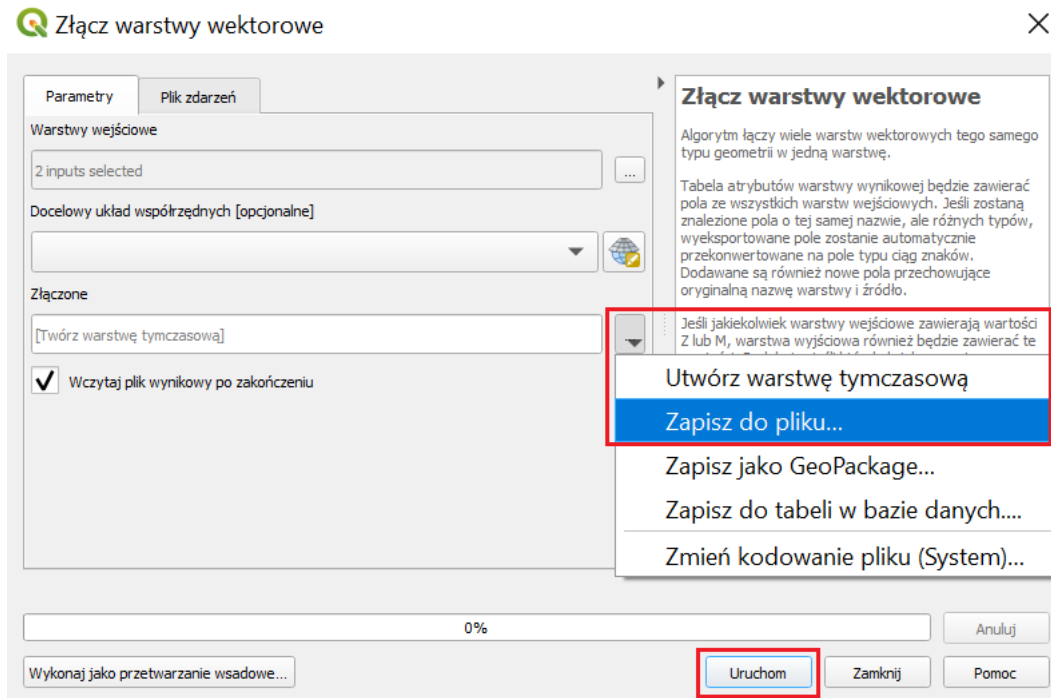 Złącz warstwy wektorowe
Parametry
Plik zdarzeń
Warstwy wejściowe
2 inputs selected
...
Docelowy układ współrzędnych [opcjonalne]
Złączone
[Twórz warstwę tymczasową]
Wczytaj plik wynikowy po zakończeniu
Złącz warstwy wektorowe
Algorytm łączy wiele warstw wektorowych tego samego
typu geometrii w jedną warstwę.
Tabela atrybutów warstwy wynikowej będzie zawierać
pola ze wszystkich warstw wejściowych. Jeśli zostaną
znalezione pola o tej samej nazwie, ale różnych typów,
wyeksportowane pole zostanie automatycznie
przekonwertowane na pole typu ciąg znaków.
Dodawane są również nowe pola przechowujące
oryginalną nazwę warstwy i źródło.
Jeśli jakiekolwiek warstwy wejściowe zawierają wartości
Z lub M, warstwa wyjściowa również będzie zawierać te
Utwórz warstwę tymczasową
Zapisz do pliku...
Zapisz jako GeoPackage...
Zapisz do tabeli w bazie danych....
Zmień kodowanie pliku (System)...
0%
Anuluj
Wykonaj jako przetwarzanie wsadowe...
Uruchom
Zamknij
Pomoc